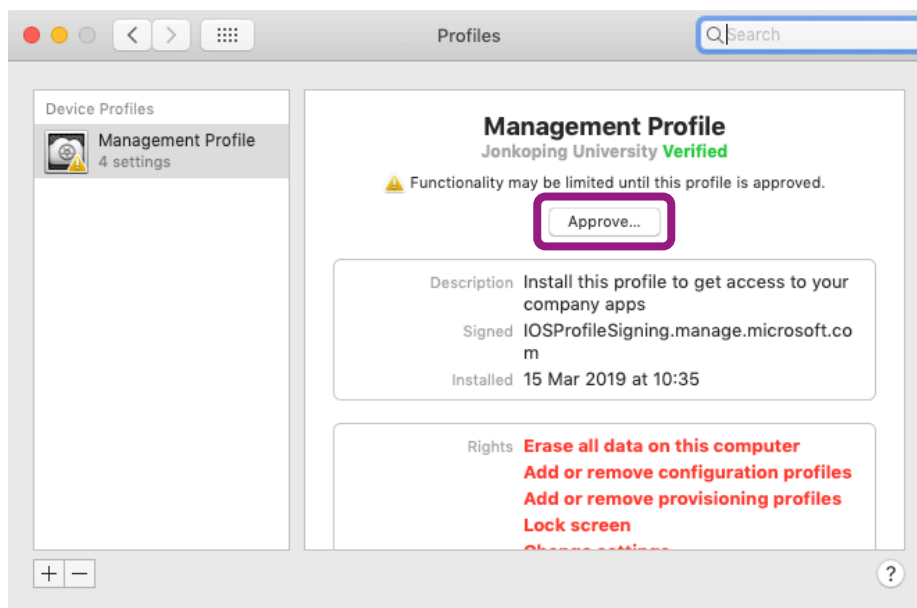 Profiles
Search
Device Profiles
Management Profile
4 settings
Management Profile
Jonkoping University Verified
Functionality may be limited until this profile is approved.
Approve...
Description Install this profile to get access to your
company apps
Signed IOSProfileSigning.manage.microsoft.co
m
Installed 15 Mar 2019 at 10:35
Rights Erase all data on this computer
Add or remove configuration profiles
Add or remove provisioning profiles
Lock screen
Change settings
+ −
?